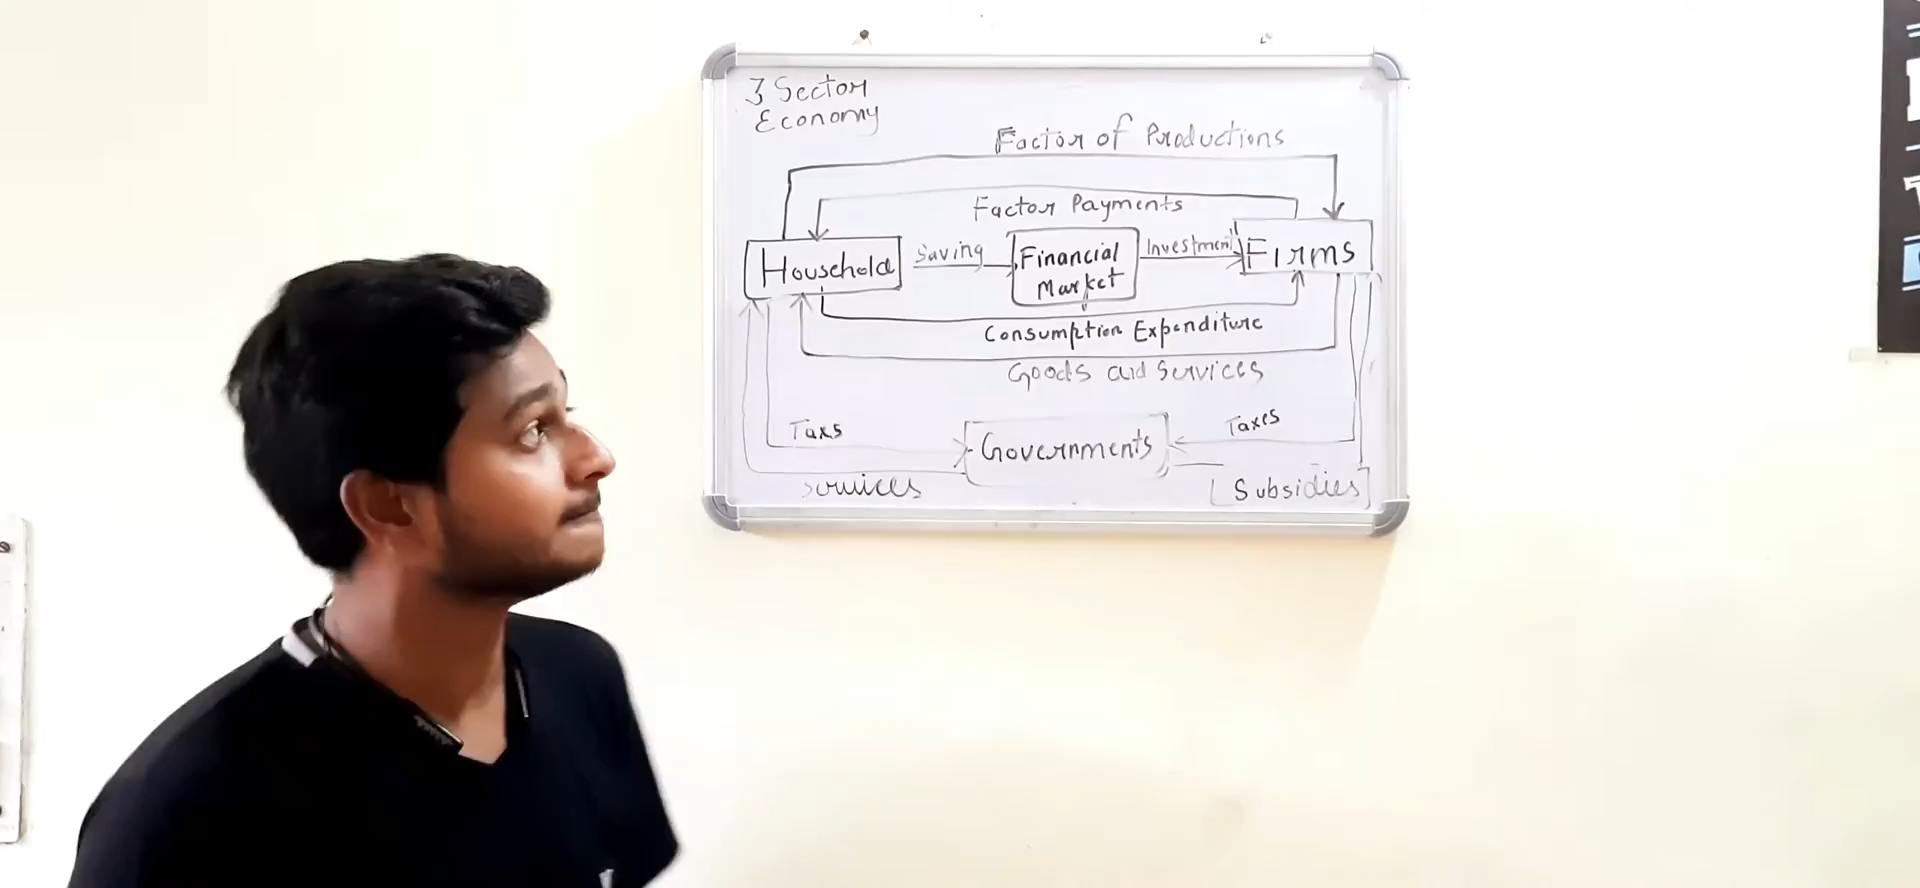 3 Sector
Economy
Factor of Productions
Factor Payments
Household
Saving
Financial
Market
Investment
Firms
Consumption Expenditure
Goods and Services
Taxs
Governments
Taxes
Services
Subsidies